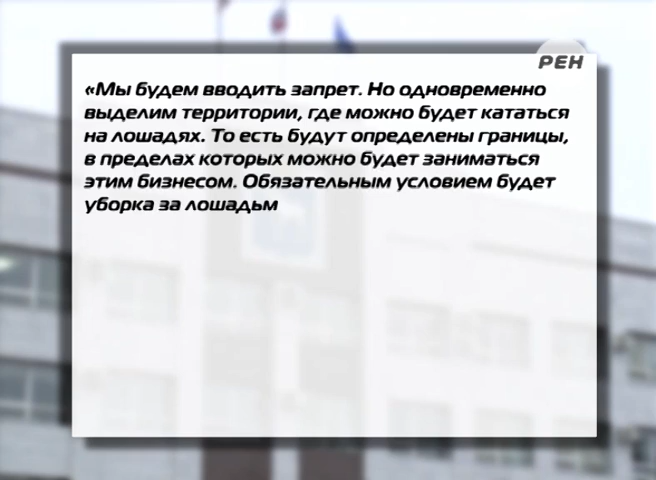 РЕН
«Мы будем вводить запрет. Но одновременно
выделим территории, где можно будет кататься
на лошадях. То есть будут определены границы,
в пределах которых можно будет заниматься
этим бизнесом. Обязательным условием будет
уборка за лошадьм